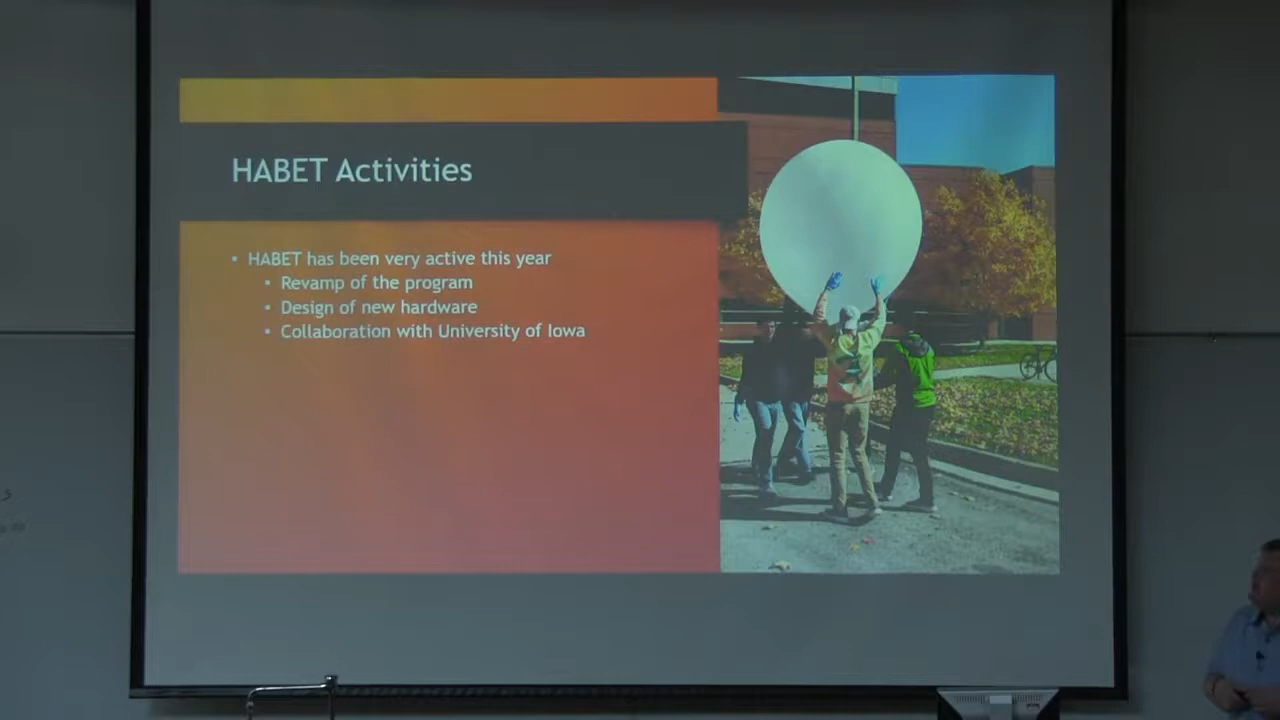 HABET Activities
▪ HABET has been very active this year
▪ Revamp of the program
▪ Design of new hardware
▪ Collaboration with University of Iowa